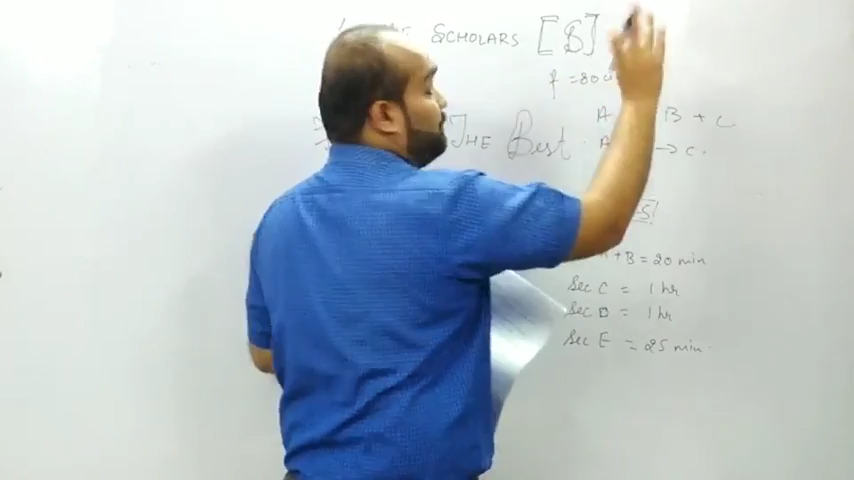 SCHOLARS [B]
f = 80
A B + C
THE Best. A → C.
+ B = 20 min
Sec C = 1 hr
Sec D = 1 hr
Sec E = 25 min.